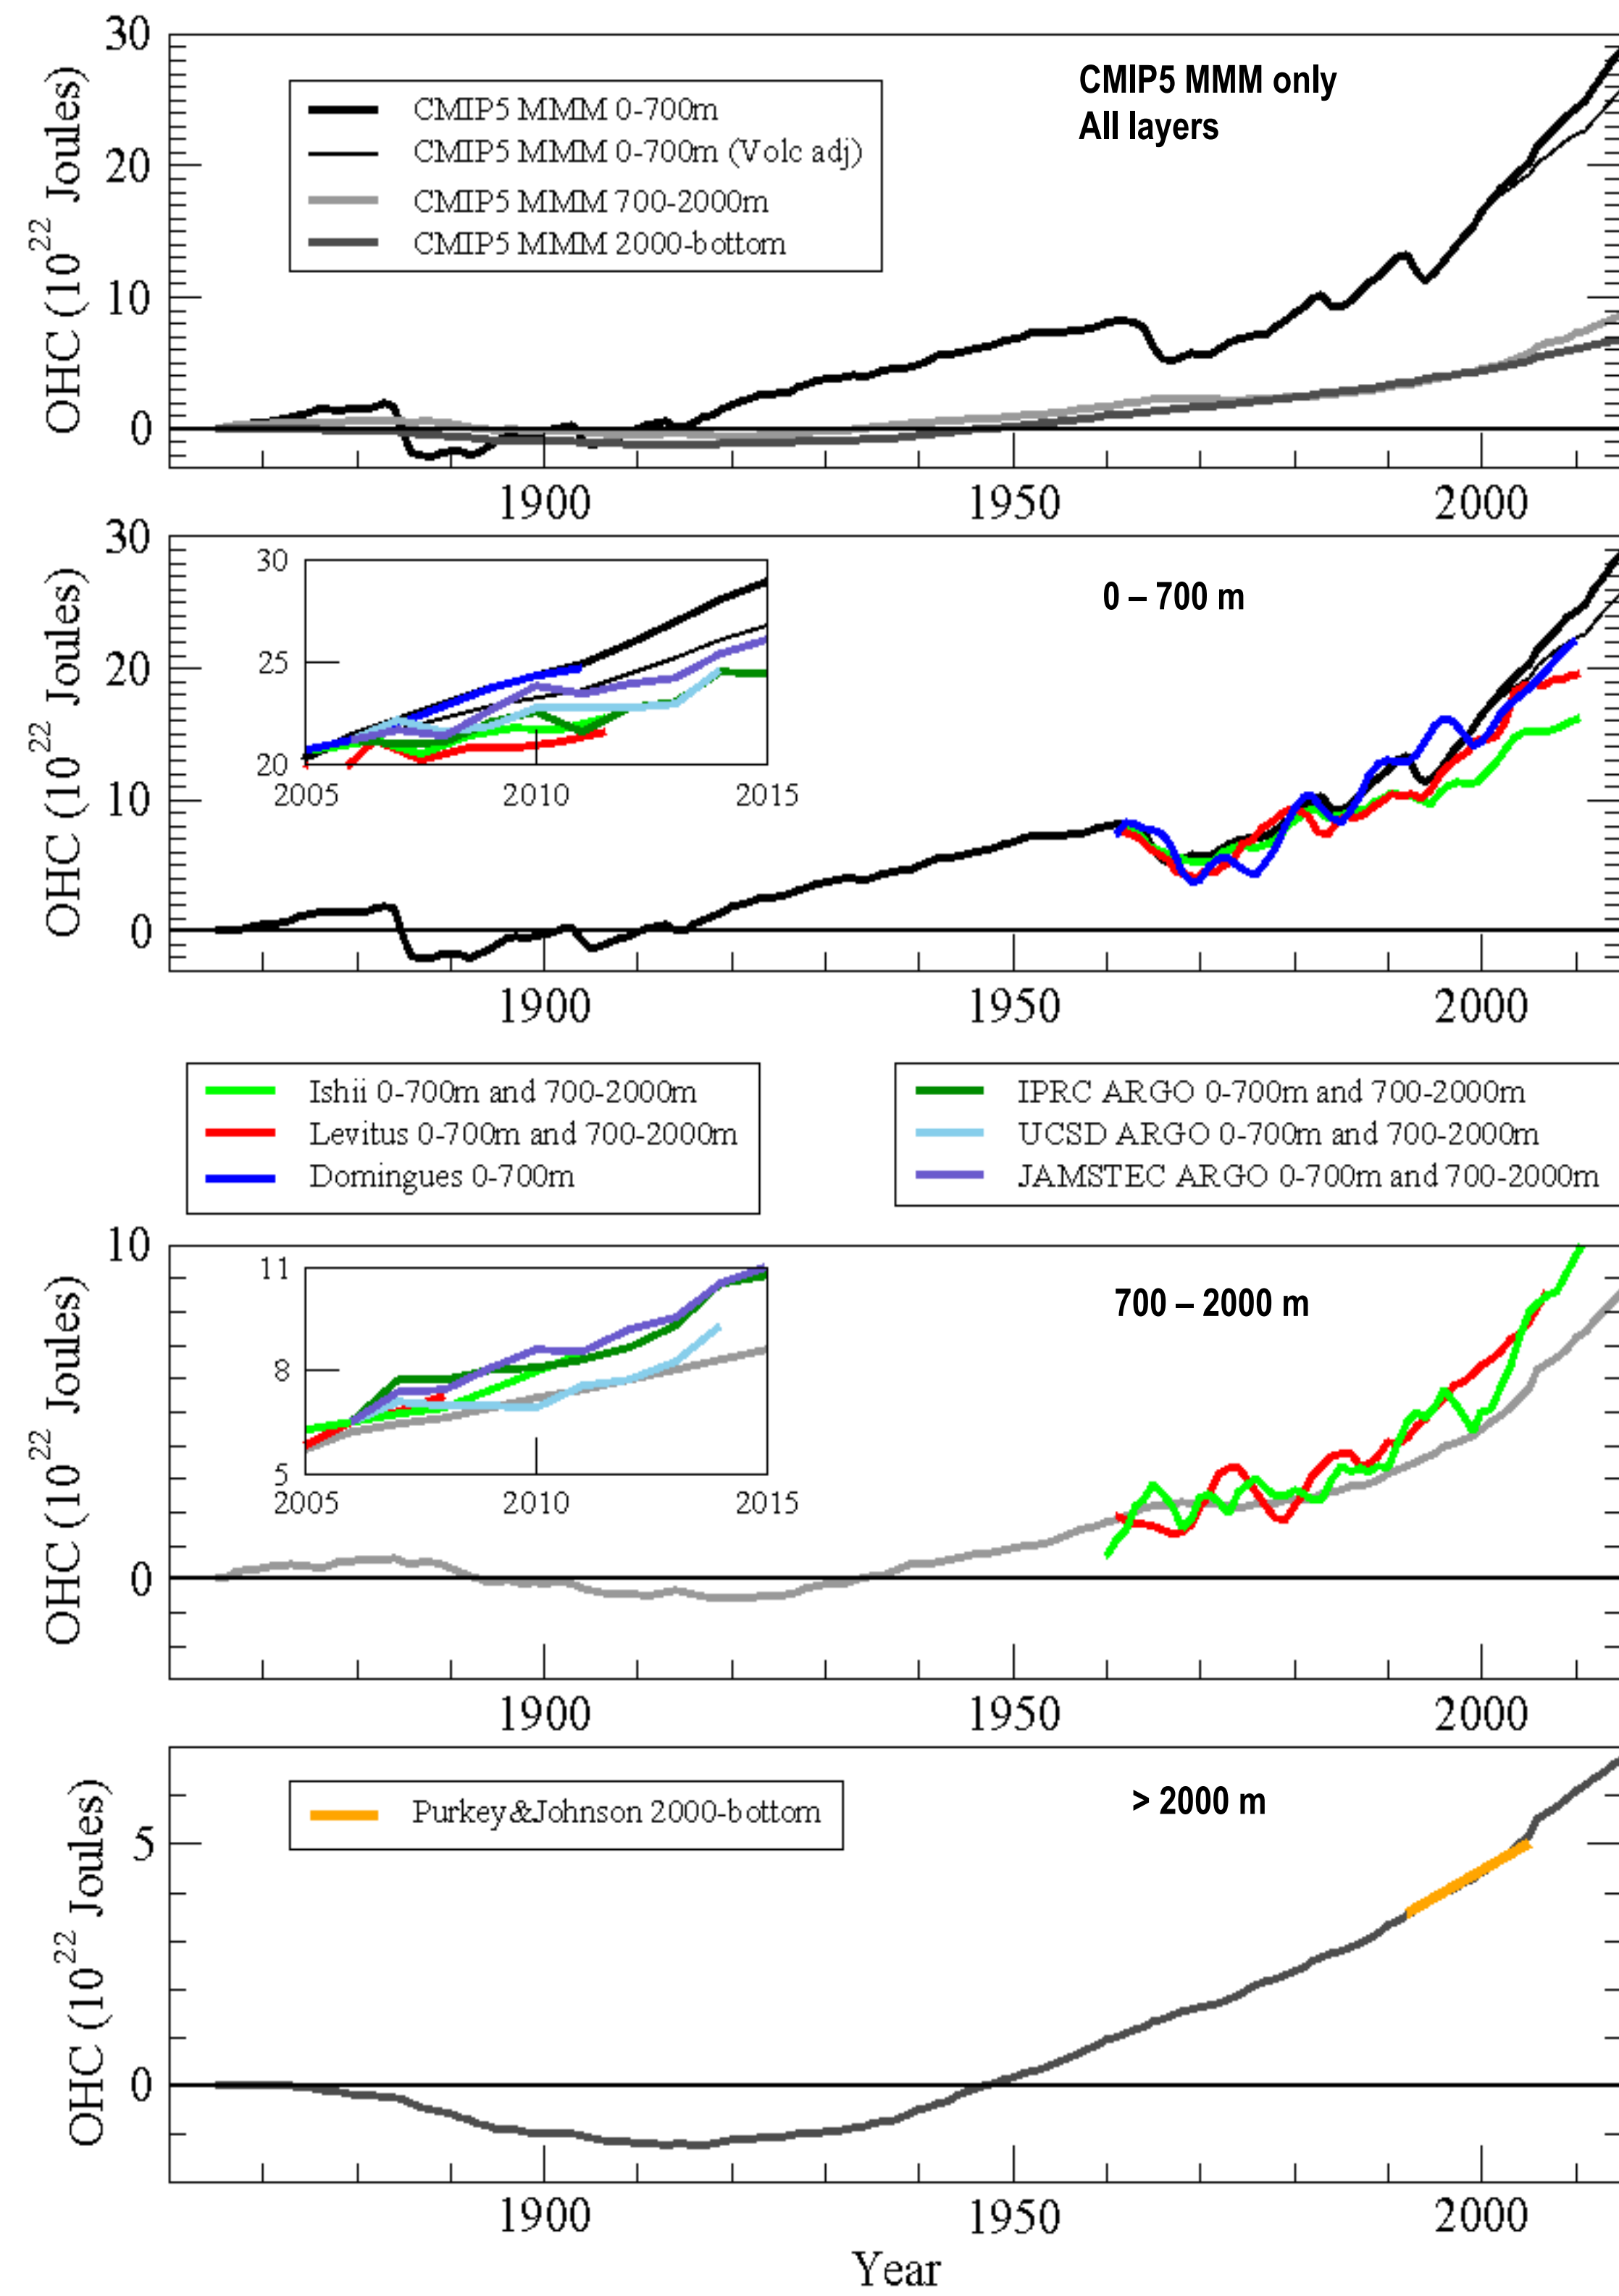 30
20
10
0
OHC (10^22 Joules)
CMIP5 MMM 0-700m
CMIP5 MMM 0-700m (Volc adj)
CMIP5 MMM 700-2000m
CMIP5 MMM 2000-bottom
CMIP5 MMM only
All layers
1900 1950 2000
30
20
10
0
OHC (10^22 Joules)
30
25
20
2005 2010 2015
0 – 700 m
1900 1950 2000
Ishii 0-700m and 700-2000m
Levitus 0-700m and 700-2000m
Domingues 0-700m
IPRC ARGO 0-700m and 700-2000m
UCSD ARGO 0-700m and 700-2000m
JAMSTEC ARGO 0-700m and 700-2000m
10
0
OHC (10^22 Joules)
11
8
5
2005 2010 2015
700 – 2000 m
1900 1950 2000
5
0
OHC (10^22 Joules)
Purkey&Johnson 2000-bottom
> 2000 m
1900 1950 2000
Year